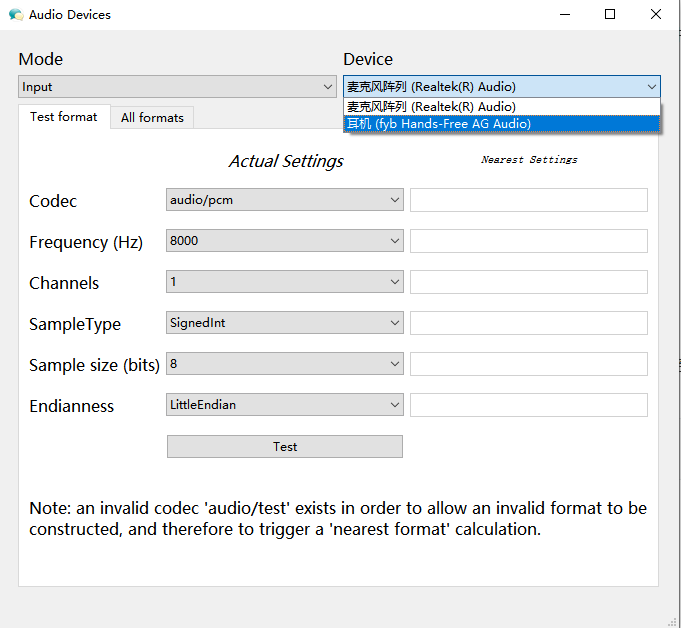 Audio Devices
Mode
Device
Input
麦克风阵列 (Realtek(R) Audio)
麦克风阵列 (Realtek(R) Audio)
耳机 (fyb Hands-Free AG Audio)
Test format
All formats
Actual Settings
Nearest Settings
Codec
audio/pcm
Frequency (Hz)
8000
Channels
1
SampleType
SignedInt
Sample size (bits)
8
Endianness
LittleEndian
Test
Note: an invalid codec 'audio/test' exists in order to allow an invalid format to be
constructed, and therefore to trigger a 'nearest format' calculation.